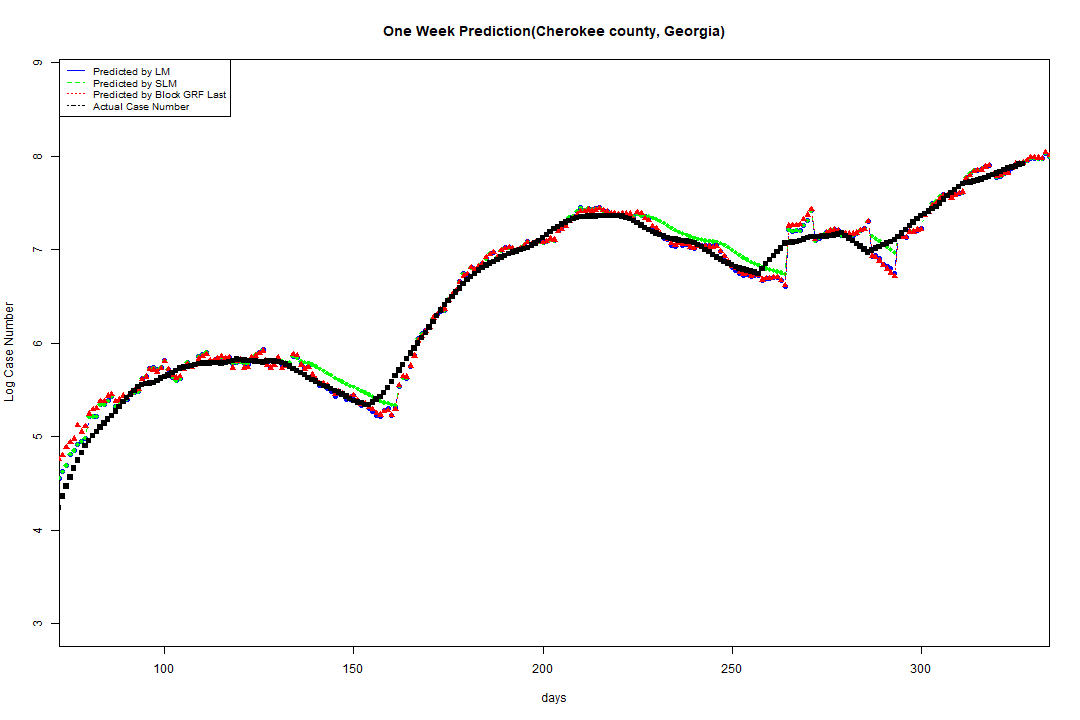 One Week Prediction(Cherokee county, Georgia)
Predicted by LM
Predicted by SLM
Predicted by Block GRF Last
Actual Case Number
9
8
7
6
5
4
3
Log Case Number
100 150 200 250 300
days